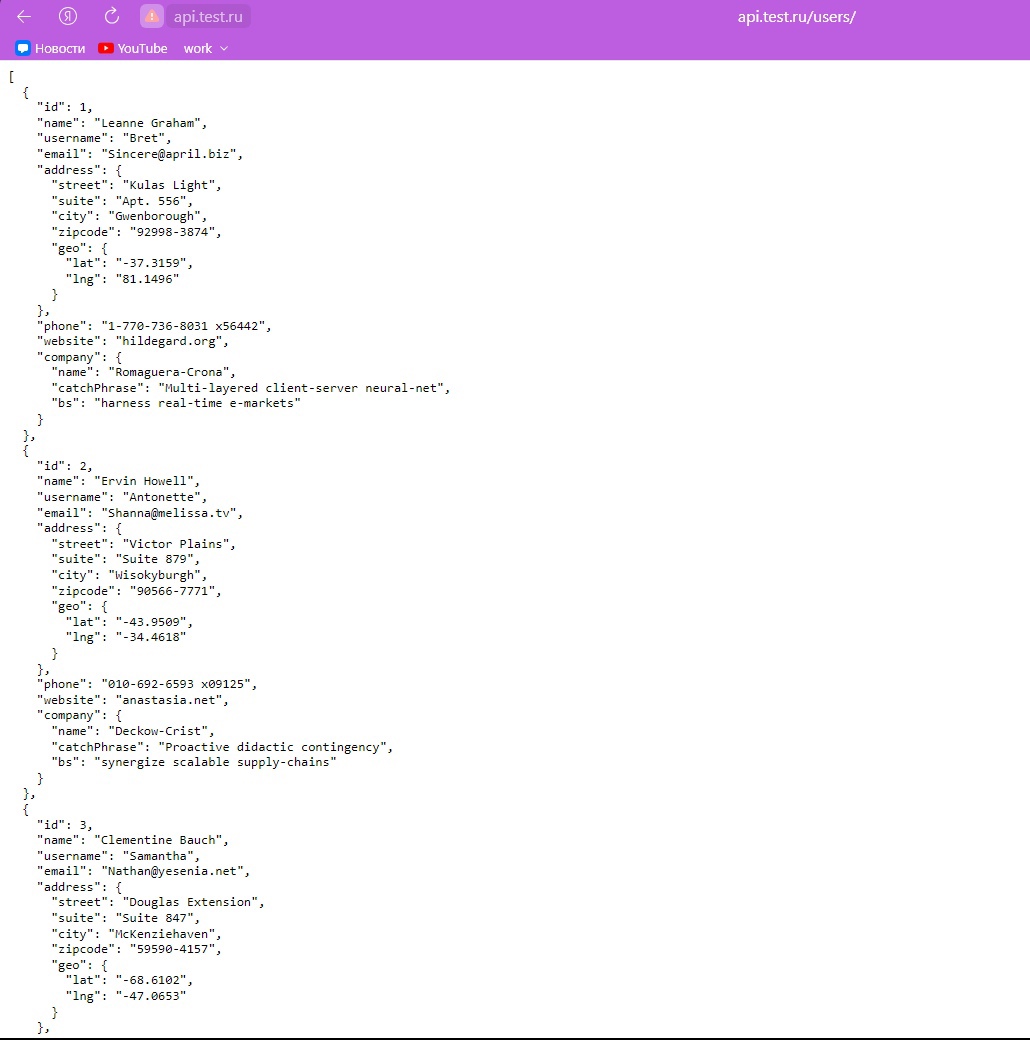 api.test.ru
api.test.ru/users/
Новости YouTube work
[
  {
    "id": 1,
    "name": "Leanne Graham",
    "username": "Bret",
    "email": "Sincere@april.biz",
    "address": {
      "street": "Kulas Light",
      "suite": "Apt. 556",
      "city": "Gwenborough",
      "zipcode": "92998-3874",
      "geo": {
        "lat": "-37.3159",
        "lng": "81.1496"
      }
    },
    "phone": "1-770-736-8031 x56442",
    "website": "hildegard.org",
    "company": {
      "name": "Romaguera-Crona",
      "catchPhrase": "Multi-layered client-server neural-net",
      "bs": "harness real-time e-markets"
    }
  },
  {
    "id": 2,
    "name": "Ervin Howell",
    "username": "Antonette",
    "email": "Shanna@melissa.tv",
    "address": {
      "street": "Victor Plains",
      "suite": "Suite 879",
      "city": "Wisokyburgh",
      "zipcode": "90566-7771",
      "geo": {
        "lat": "-43.9509",
        "lng": "-34.4618"
      }
    },
    "phone": "010-692-6593 x09125",
    "website": "anastasia.net",
    "company": {
      "name": "Deckow-Crist",
      "catchPhrase": "Proactive didactic contingency",
      "bs": "synergize scalable supply-chains"
    }
  },
  {
    "id": 3,
    "name": "Clementine Bauch",
    "username": "Samantha",
    "email": "Nathan@yesenia.net",
    "address": {
      "street": "Douglas Extension",
      "suite": "Suite 847",
      "city": "McKenziehaven",
      "zipcode": "59590-4157",
      "geo": {
        "lat": "-68.6102",
        "lng": "-47.0653"
      }
    },